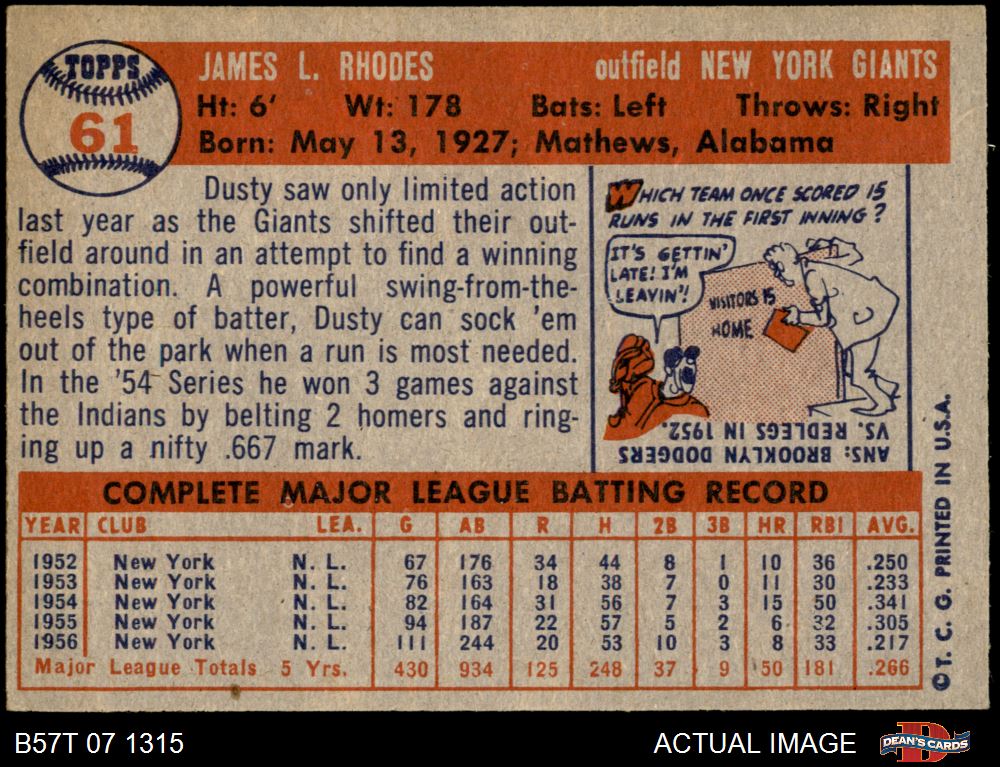 TOPPS
61
JAMES L. RHODES outfield NEW YORK GIANTS
Ht: 6' Wt: 178 Bats: Left Throws: Right
Born: May 13, 1927; Mathews, Alabama
Dusty saw only limited action
last year as the Giants shifted their out-
field around in an attempt to find a winning
combination. A powerful swing-from-the-
heels type of batter, Dusty can sock 'em
out of the park when a run is most needed.
In the '54 Series he won 3 games against
the Indians by belting 2 homers and ring-
ing up a nifty .667 mark.
WHICH TEAM ONCE SCORED 15
RUNS IN THE FIRST INNING?
IT'S GETTIN'
LATE! I'M
LEAVIN'!
VISITORS 15
HOME
ANS: BROOKLYN DODGERS
VS. REDLEGS IN 1952.
COMPLETE MAJOR LEAGUE BATTING RECORD
YEAR CLUB LEA. G AB R H 2B 3B HR RBI AVG.
1952 New York N. L. 67 176 34 44 8 1 10 36 .250
1953 New York N. L. 76 163 18 38 7 0 11 30 .233
1954 New York N. L. 82 164 31 56 7 3 15 50 .341
1955 New York N. L. 94 187 22 57 5 2 6 32 .305
1956 New York N. L. 111 244 20 53 10 3 8 33 .217
Major League Totals 5 Yrs. 430 934 125 248 37 9 50 181 .266
©T. C. G. PRINTED IN U.S.A.
B57T 07 1315 ACTUAL IMAGE
D
DEAN'S CARDS